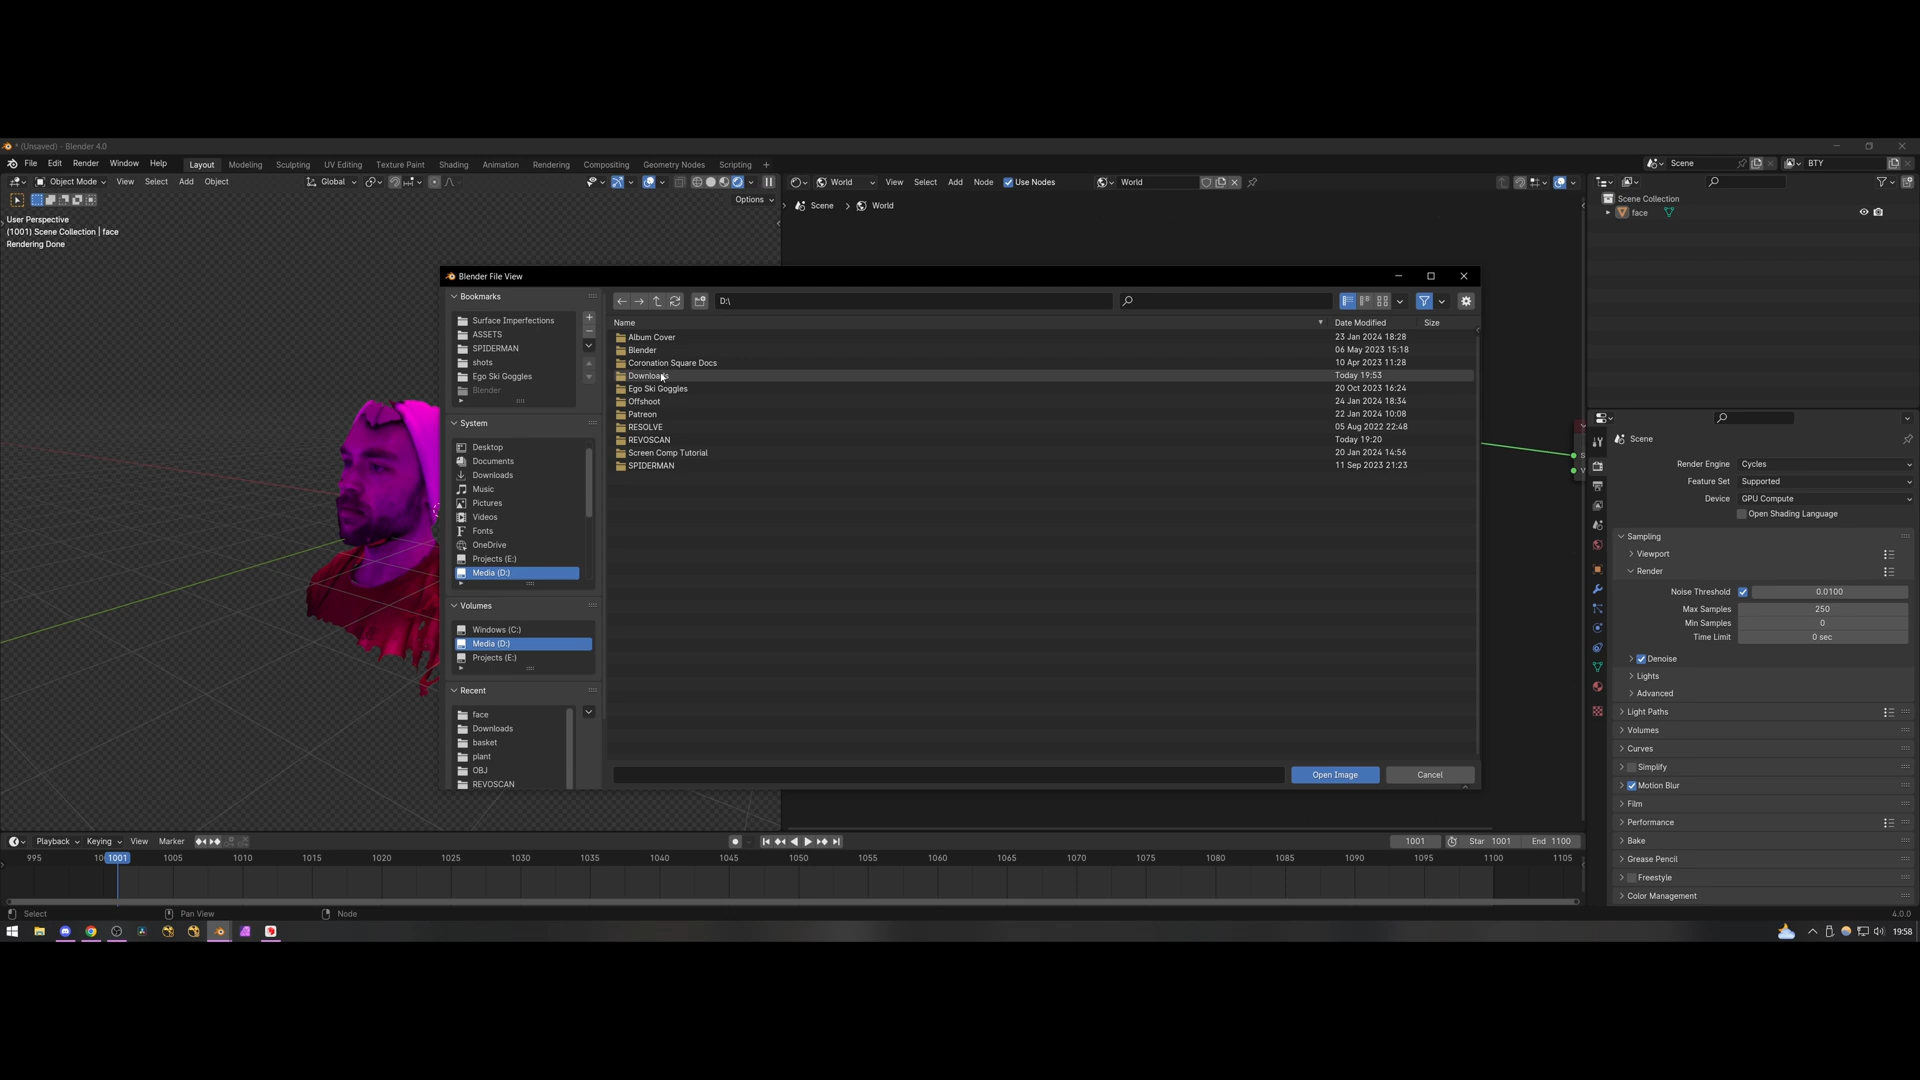 * (Unsaved) - Blender 4.0
File Edit Render Window Help Layout Modeling Sculpting UV Editing Texture Paint Shading Animation Rendering Compositing Geometry Nodes Scripting + Scene BTY
Object Mode View Select Add Object Global World View Select Add Node Use Nodes World
Options
Scene > World
Scene Collection
face
User Perspective
(1001) Scene Collection | face
Rendering Done
Blender File View
Bookmarks
Surface Imperfections
ASSETS
SPIDERMAN
shots
Ego Ski Goggles
Blender
System
Desktop
Documents
Downloads
Music
Pictures
Videos
Fonts
OneDrive
Projects (E:)
Media (D:)
Volumes
Windows (C:)
Media (D:)
Projects (E:)
Recent
face
Downloads
basket
plant
OBJ
REVOSCAN
D:\
Name Date Modified Size
Album Cover 23 Jan 2024 18:28
Blender 06 May 2023 15:18
Coronation Square Docs 10 Apr 2023 11:28
Downloads Today 19:53
Ego Ski Goggles 20 Oct 2023 16:24
Offshoot 24 Jan 2024 18:34
Patreon 22 Jan 2024 10:08
RESOLVE 05 Aug 2022 22:48
REVOSCAN Today 19:20
Screen Comp Tutorial 20 Jan 2024 14:56
SPIDERMAN 11 Sep 2023 21:23
Open Image Cancel
Scene
Render Engine Cycles
Feature Set Supported
Device GPU Compute
Open Shading Language
Sampling
Viewport
Render
Noise Threshold 0.0100
Max Samples 250
Min Samples 0
Time Limit 0 sec
Denoise
Lights
Advanced
Light Paths
Volumes
Curves
Simplify
Motion Blur
Film
Performance
Bake
Grease Pencil
Freestyle
Color Management
Playback Keying View Marker 1001 Star 1001 End 1100
995 10 1001 1005 1010 1015 1020 1025 1030 1035 1040 1045 1050 1055 1060 1065 1070 1075 1080 1085 1090 1095 1100 1105
Select Pan View Node 4.0.0
19:58